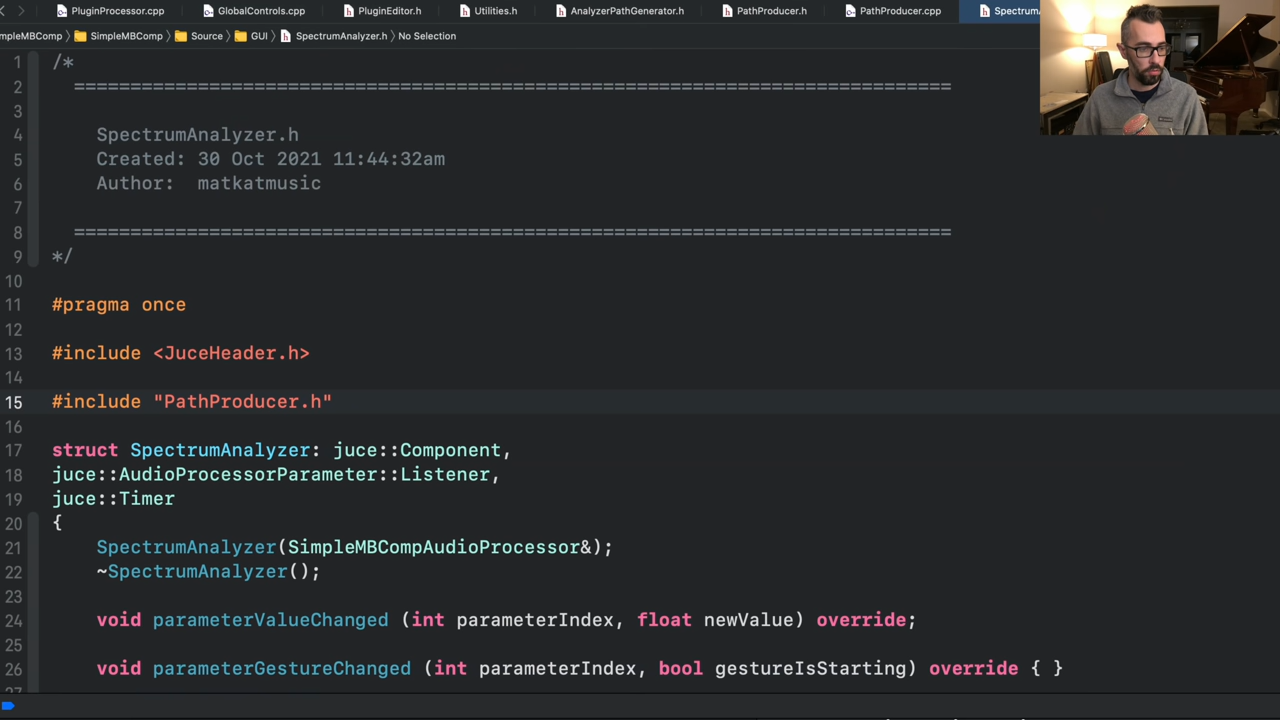 PluginProcessor.cpp GlobalControls.cpp PluginEditor.h Utilities.h AnalyzerPathGenerator.h PathProducer.h PathProducer.cpp Spectrum
mpleMBComp SimpleMBComp Source GUI SpectrumAnalyzer.h No Selection
1 /*
2 ==============================================================================
3
4 SpectrumAnalyzer.h
5 Created: 30 Oct 2021 11:44:32am
6 Author: matkatmusic
7
8 ==============================================================================
9 */
10
11 #pragma once
12
13 #include <JuceHeader.h>
14
15 #include "PathProducer.h"
16
17 struct SpectrumAnalyzer: juce::Component,
18 juce::AudioProcessorParameter::Listener,
19 juce::Timer
20 {
21 SpectrumAnalyzer(SimpleMBCompAudioProcessor&);
22 ~SpectrumAnalyzer();
23
24 void parameterValueChanged (int parameterIndex, float newValue) override;
25
26 void parameterGestureChanged (int parameterIndex, bool gestureIsStarting) override { }